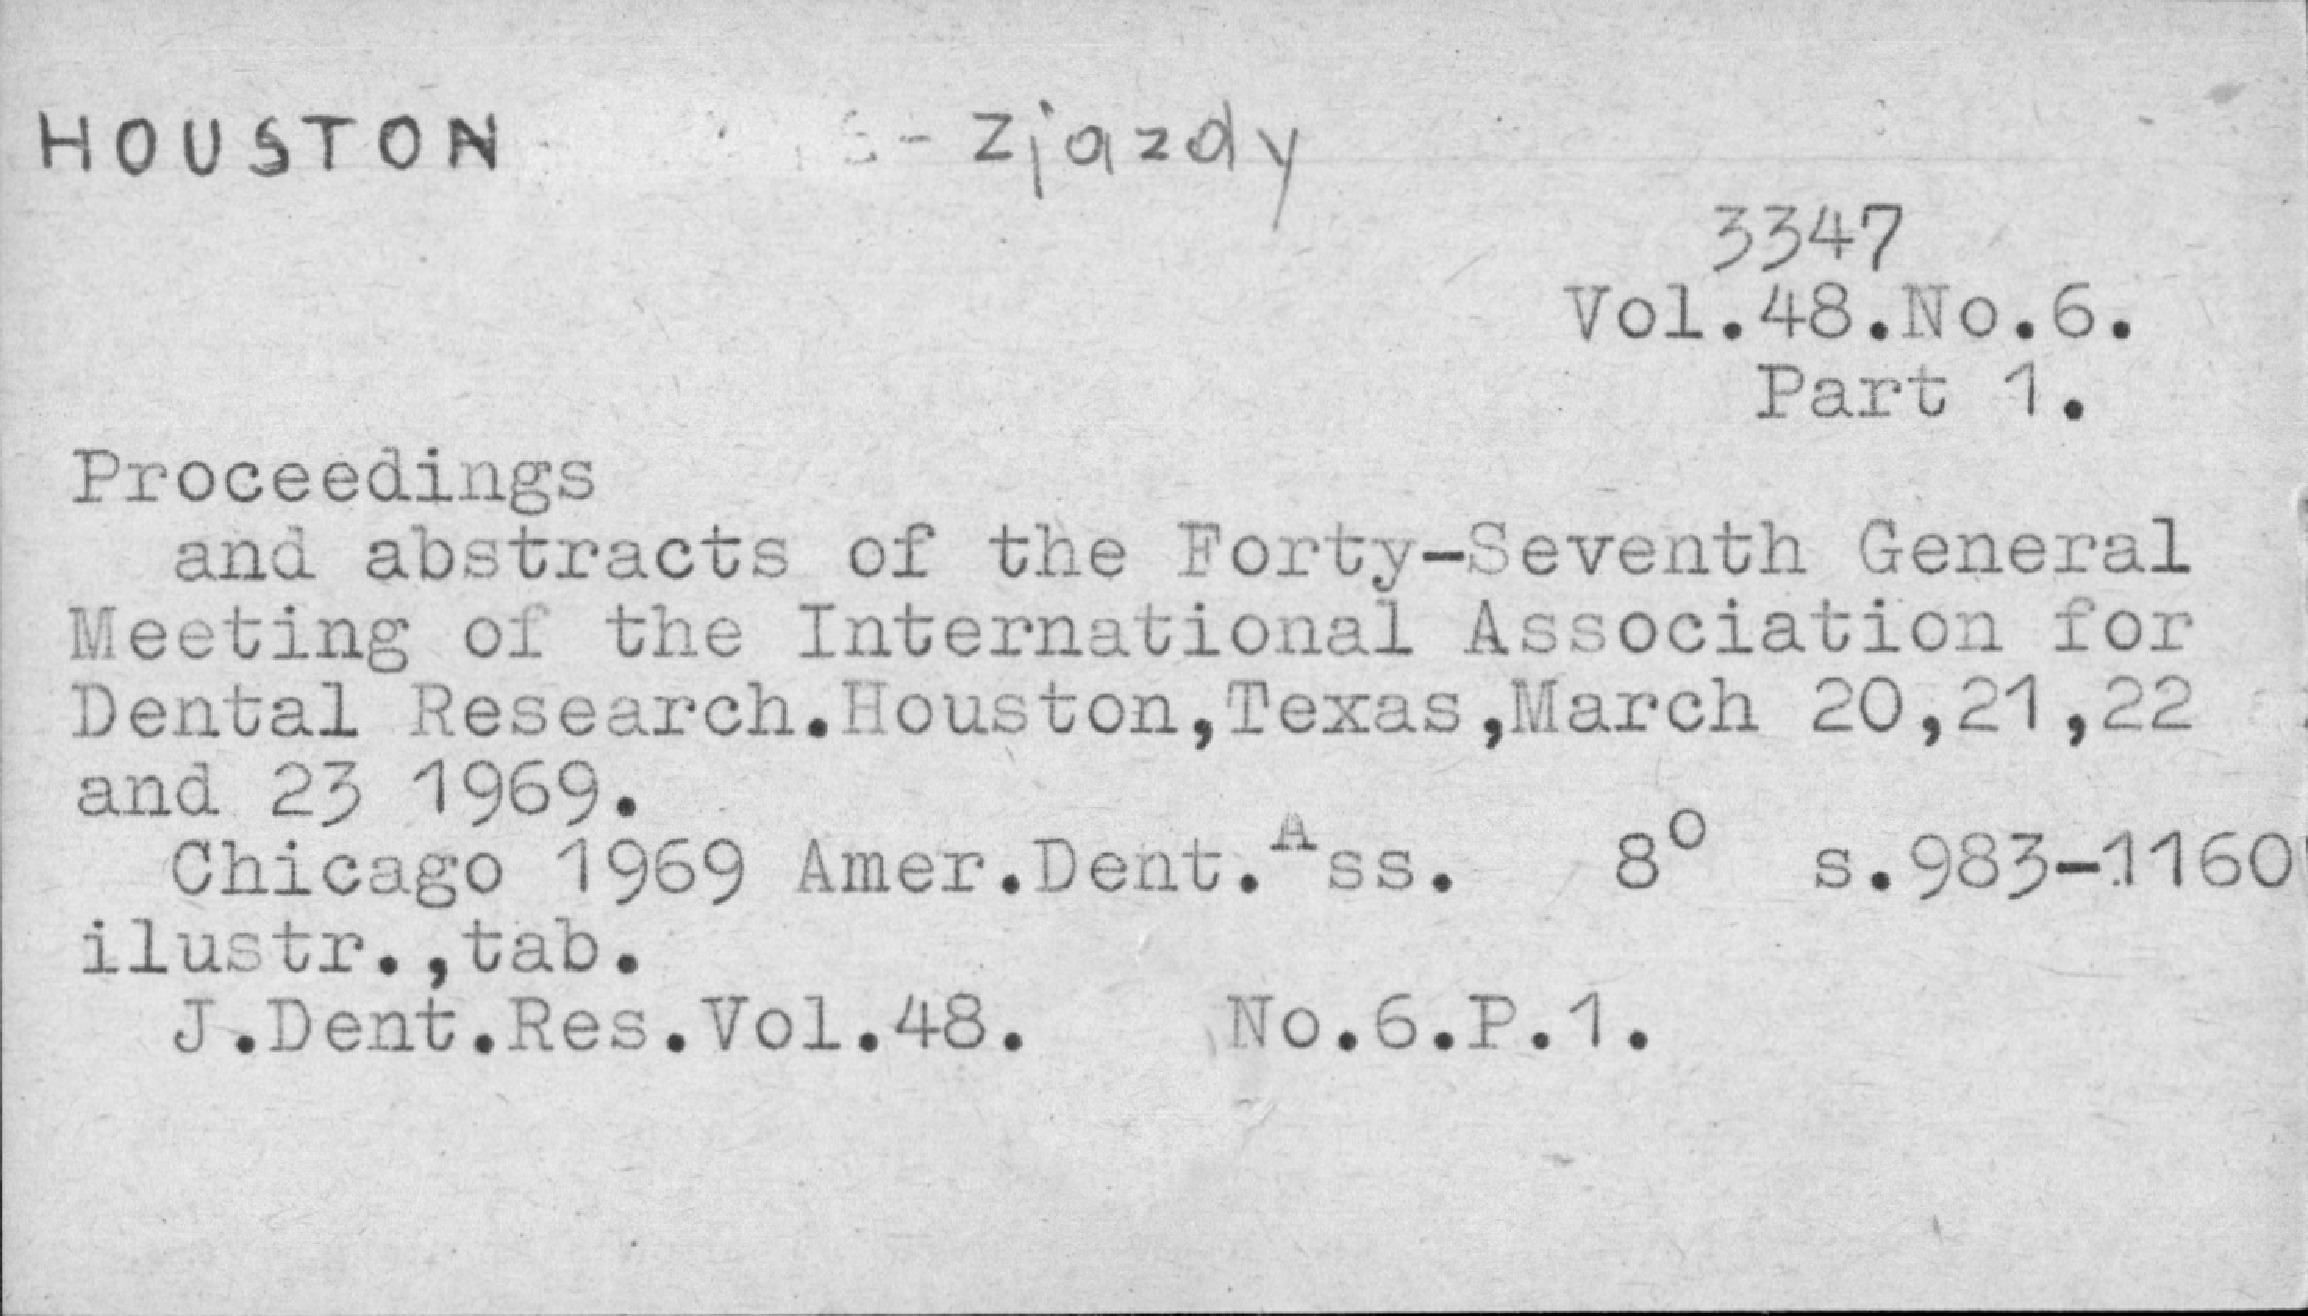 HOUSTON - Zjazdy
3347
Vol.48.No.6.
Part 1.
Proceedings
and abstracts of the Forty-Seventh General
Meeting of the International Association for
Dental Research.Houston,Texas,March 20,21,22
and 23 1969.
Chicago 1969 Amer.Dent.Ass. 8° s.983-1160
ilustr.,tab.
J.Dent.Res.Vol.48. No.6.P.1.